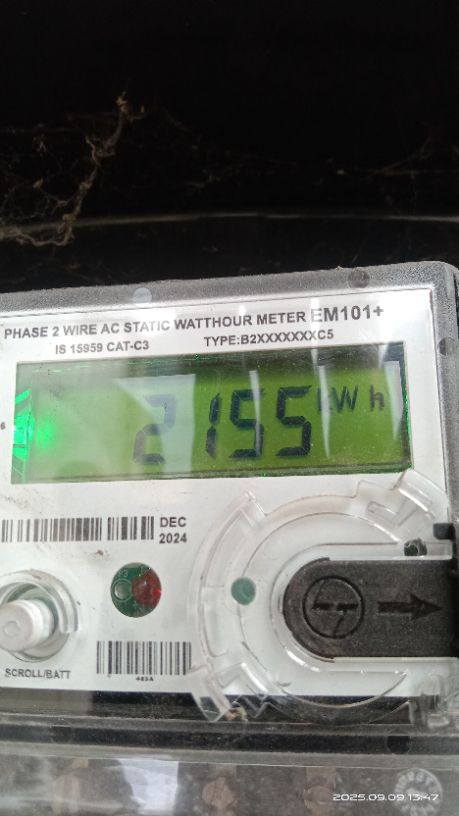 PHASE 2 WIRE AC STATIC WATTHOUR METER EM101+
IS 15959 CAT-C3 TYPE:B2XXXXXXXC5
6
2155 kWh
DEC
2024
SCROLL/BATT
2025.09.09 13:47